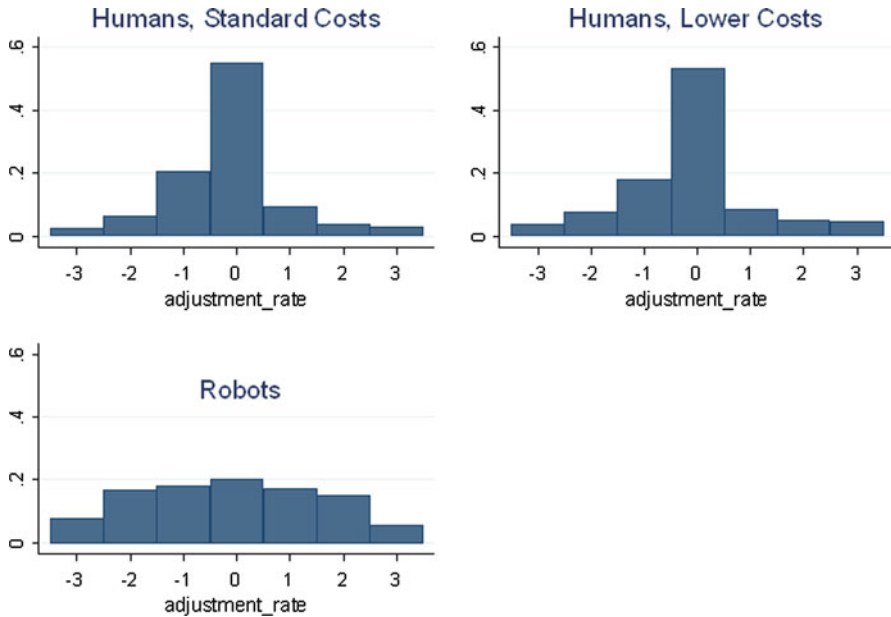 Humans, Standard Costs
.6
.4
.2
0
-3 -2 -1 0 1 2 3
adjustment_rate
Humans, Lower Costs
.6
.4
.2
0
-3 -2 -1 0 1 2 3
adjustment_rate
Robots
.6
.4
.2
0
-3 -2 -1 0 1 2 3
adjustment_rate